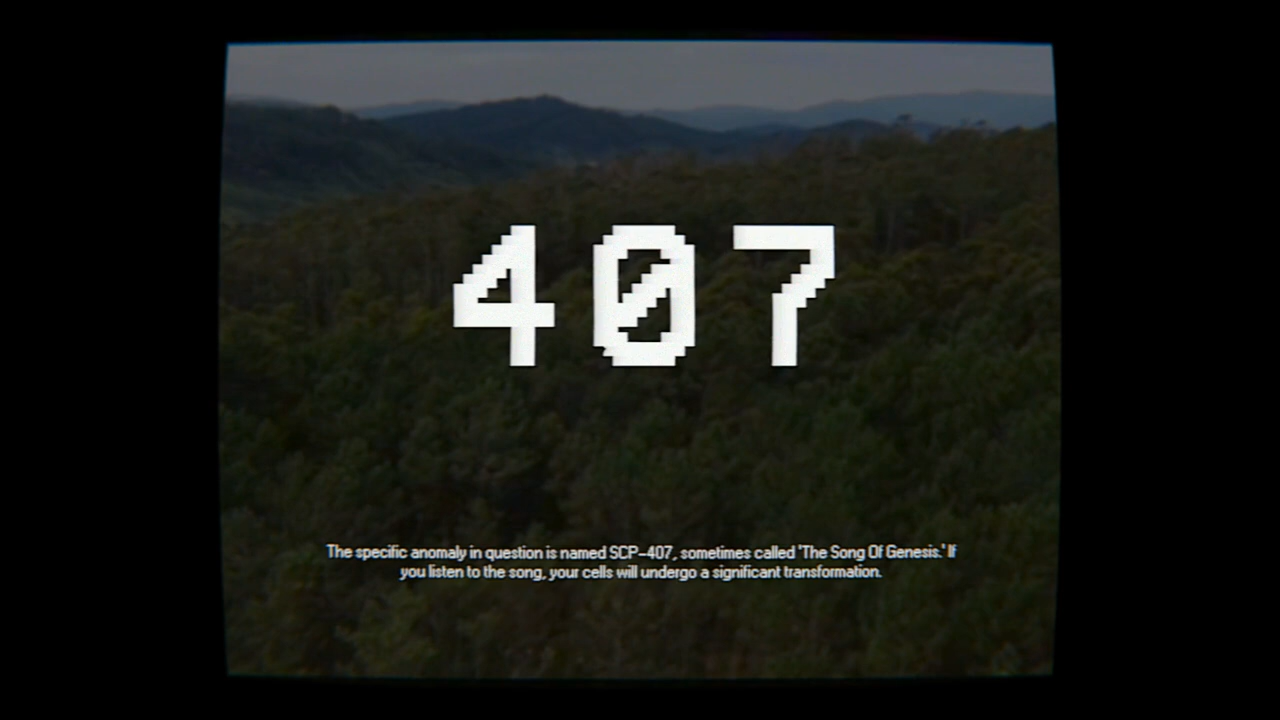 407
The specific anomaly in question is named SCP-407, sometimes called 'The Song Of Genesis.' If
you listen to the song, your cells will undergo a significant transformation.